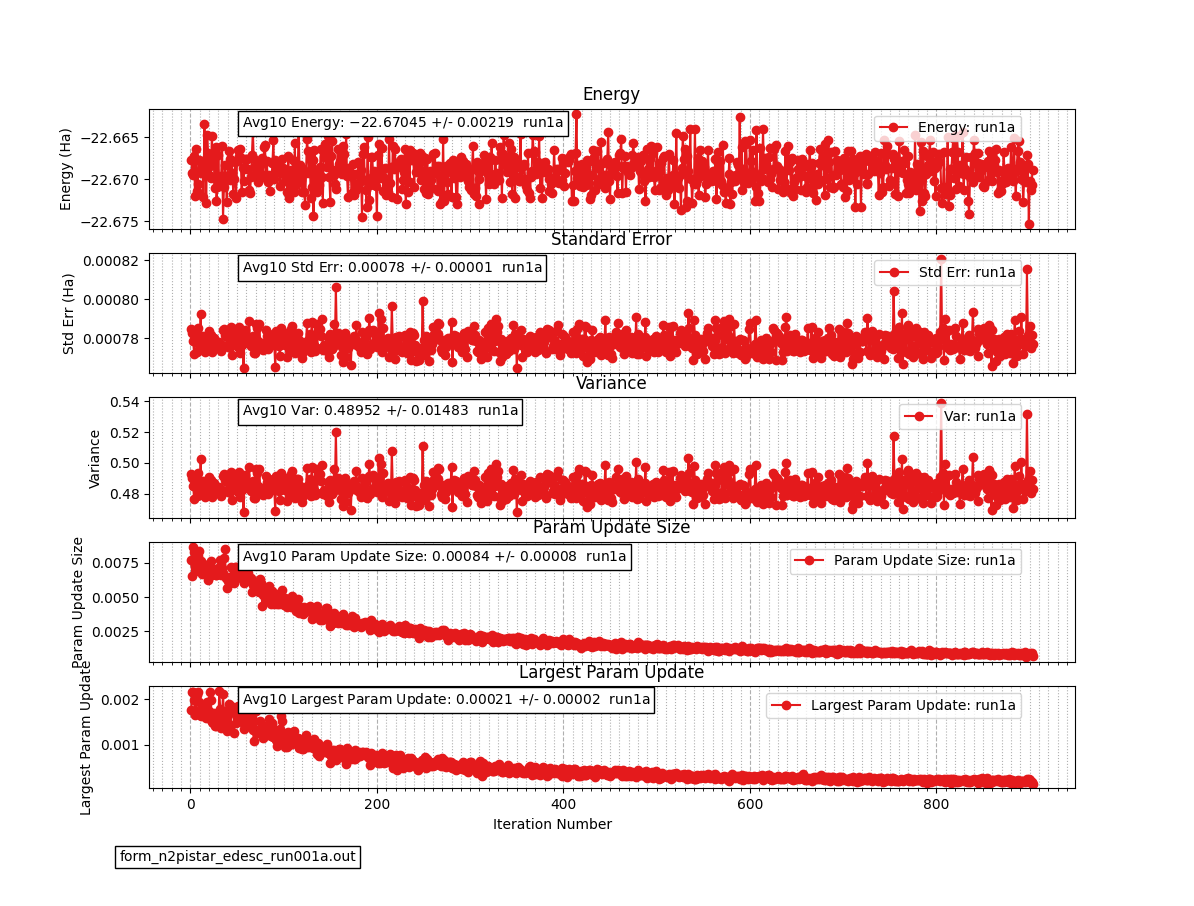 Energy
Avg10 Energy: −22.67045 +/- 0.00219  run1a
Energy: run1a
Energy (Ha)
−22.665
−22.670
−22.675
Standard Error
Avg10 Std Err: 0.00078 +/- 0.00001  run1a
Std Err: run1a
Std Err (Ha)
0.00082
0.00080
0.00078
Variance
Avg10 Var: 0.48952 +/- 0.01483  run1a
Var: run1a
Variance
0.54
0.52
0.50
0.48
Param Update Size
Avg10 Param Update Size: 0.00084 +/- 0.00008  run1a
Param Update Size: run1a
Param Update Size
0.0075
0.0050
0.0025
Largest Param Update
Avg10 Largest Param Update: 0.00021 +/- 0.00002  run1a
Largest Param Update: run1a
Largest Param Update
0.002
0.001
0 200 400 600 800
Iteration Number
form_n2pistar_edesc_run001a.out